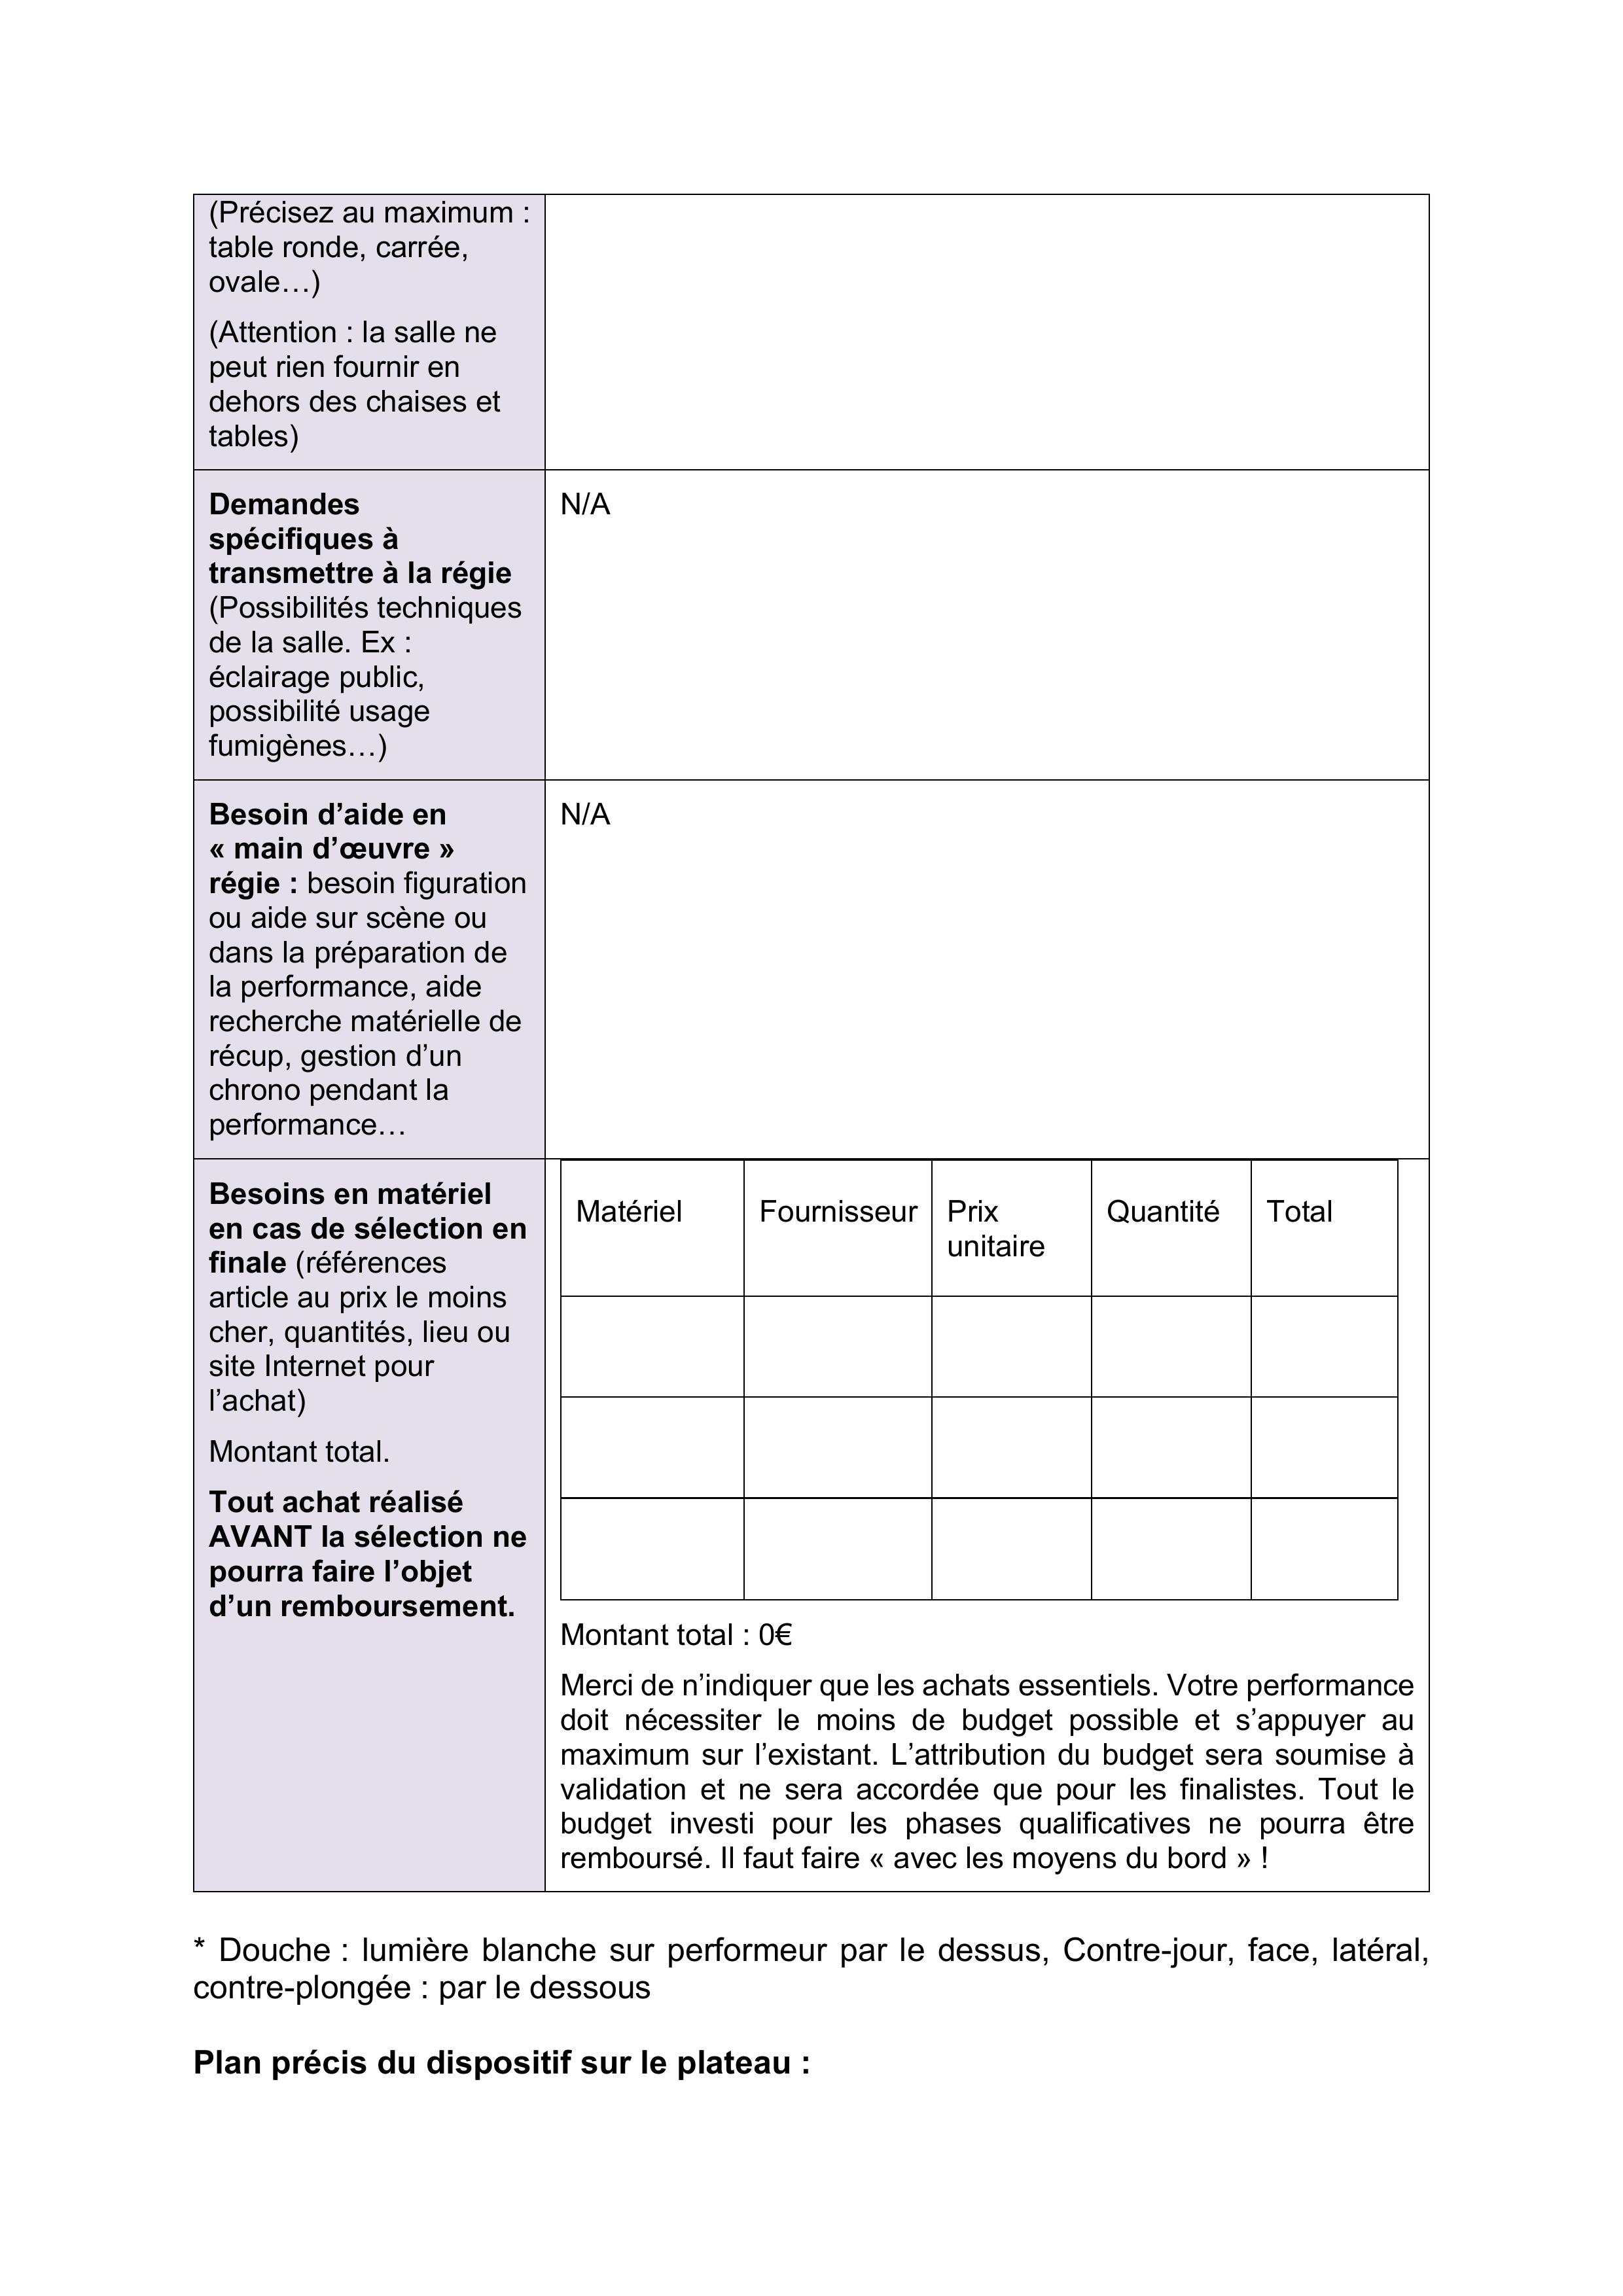 (Précisez au maximum :
table ronde, carrée,
ovale…)
(Attention : la salle ne
peut rien fournir en
dehors des chaises et
tables)
Demandes
spécifiques à
transmettre à la régie
(Possibilités techniques
de la salle. Ex :
éclairage public,
possibilité usage
fumigènes…)
N/A
Besoin d’aide en
« main d’œuvre »
régie : besoin figuration
ou aide sur scène ou
dans la préparation de
la performance, aide
recherche matérielle de
récup, gestion d’un
chrono pendant la
performance…
N/A
Besoins en matériel
en cas de sélection en
finale (références
article au prix le moins
cher, quantités, lieu ou
site Internet pour
l’achat)
Montant total.
Tout achat réalisé
AVANT la sélection ne
pourra faire l’objet
d’un remboursement.
Matériel Fournisseur Prix unitaire Quantité Total
Montant total : 0€
Merci de n’indiquer que les achats essentiels. Votre performance
doit nécessiter le moins de budget possible et s’appuyer au
maximum sur l’existant. L’attribution du budget sera soumise à
validation et ne sera accordée que pour les finalistes. Tout le
budget investi pour les phases qualificatives ne pourra être
remboursé. Il faut faire « avec les moyens du bord » !
* Douche : lumière blanche sur performeur par le dessus, Contre-jour, face, latéral,
contre-plongée : par le dessous
Plan précis du dispositif sur le plateau :